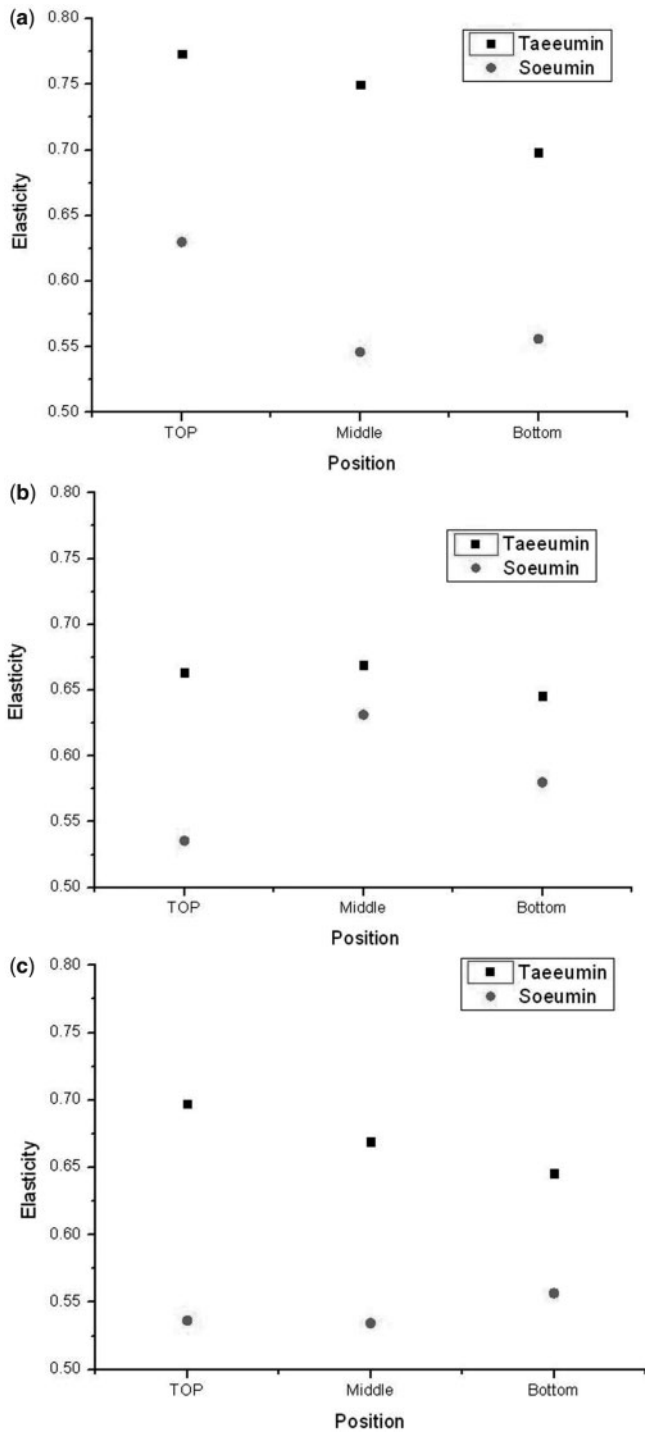 (a)
0.80
0.75
0.70
0.65
0.60
0.55
0.50
Elasticity
Taeeumin
Soeumin
TOP Middle Bottom
Position
(b)
0.80
0.75
0.70
0.65
0.60
0.55
0.50
Elasticity
Taeeumin
Soeumin
TOP Middle Bottom
Position
(c)
0.80
0.75
0.70
0.65
0.60
0.55
0.50
Elasticity
Taeeumin
Soeumin
TOP Middle Bottom
Position